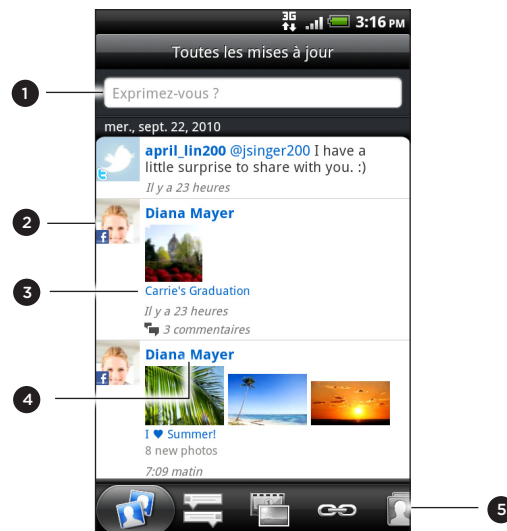 3G 3:16 PM
Toutes les mises à jour
1
Exprimez-vous ?
mer., sept. 22, 2010
april_lin200 @jsinger200 I have a
little surprise to share with you. :)
Il y a 23 heures
2
Diana Mayer
3
Carrie's Graduation
Il y a 23 heures
3 commentaires
Diana Mayer
4
I ♥ Summer!
8 new photos
7:09 matin
5